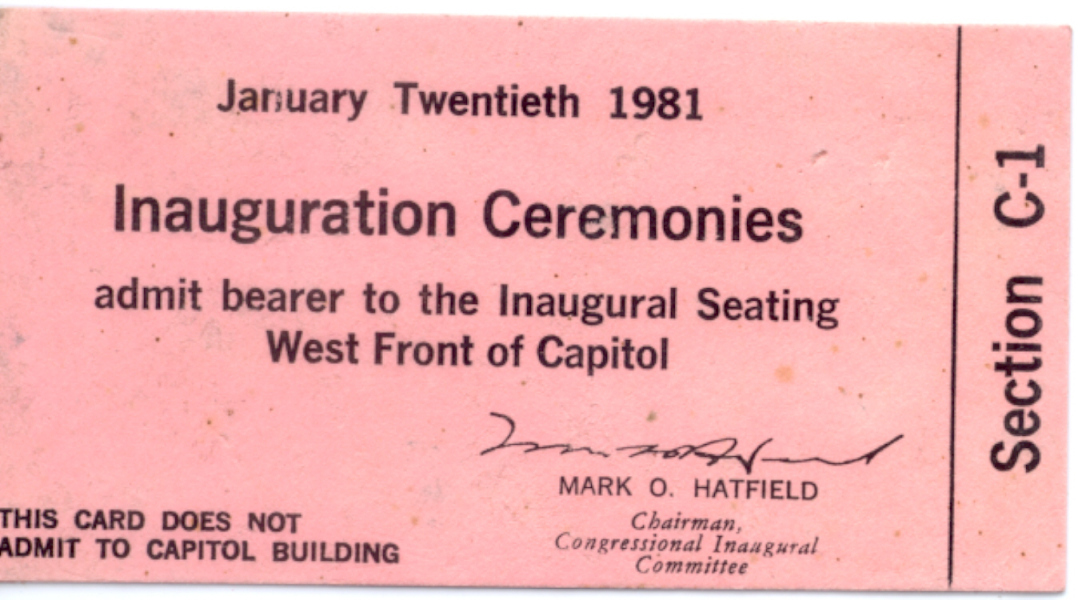 January Twentieth 1981
Inauguration Ceremonies
admit bearer to the Inaugural Seating
West Front of Capitol
MARK O. HATFIELD
Chairman,
Congressional Inaugural
Committee
THIS CARD DOES NOT
ADMIT TO CAPITOL BUILDING
Section C-1